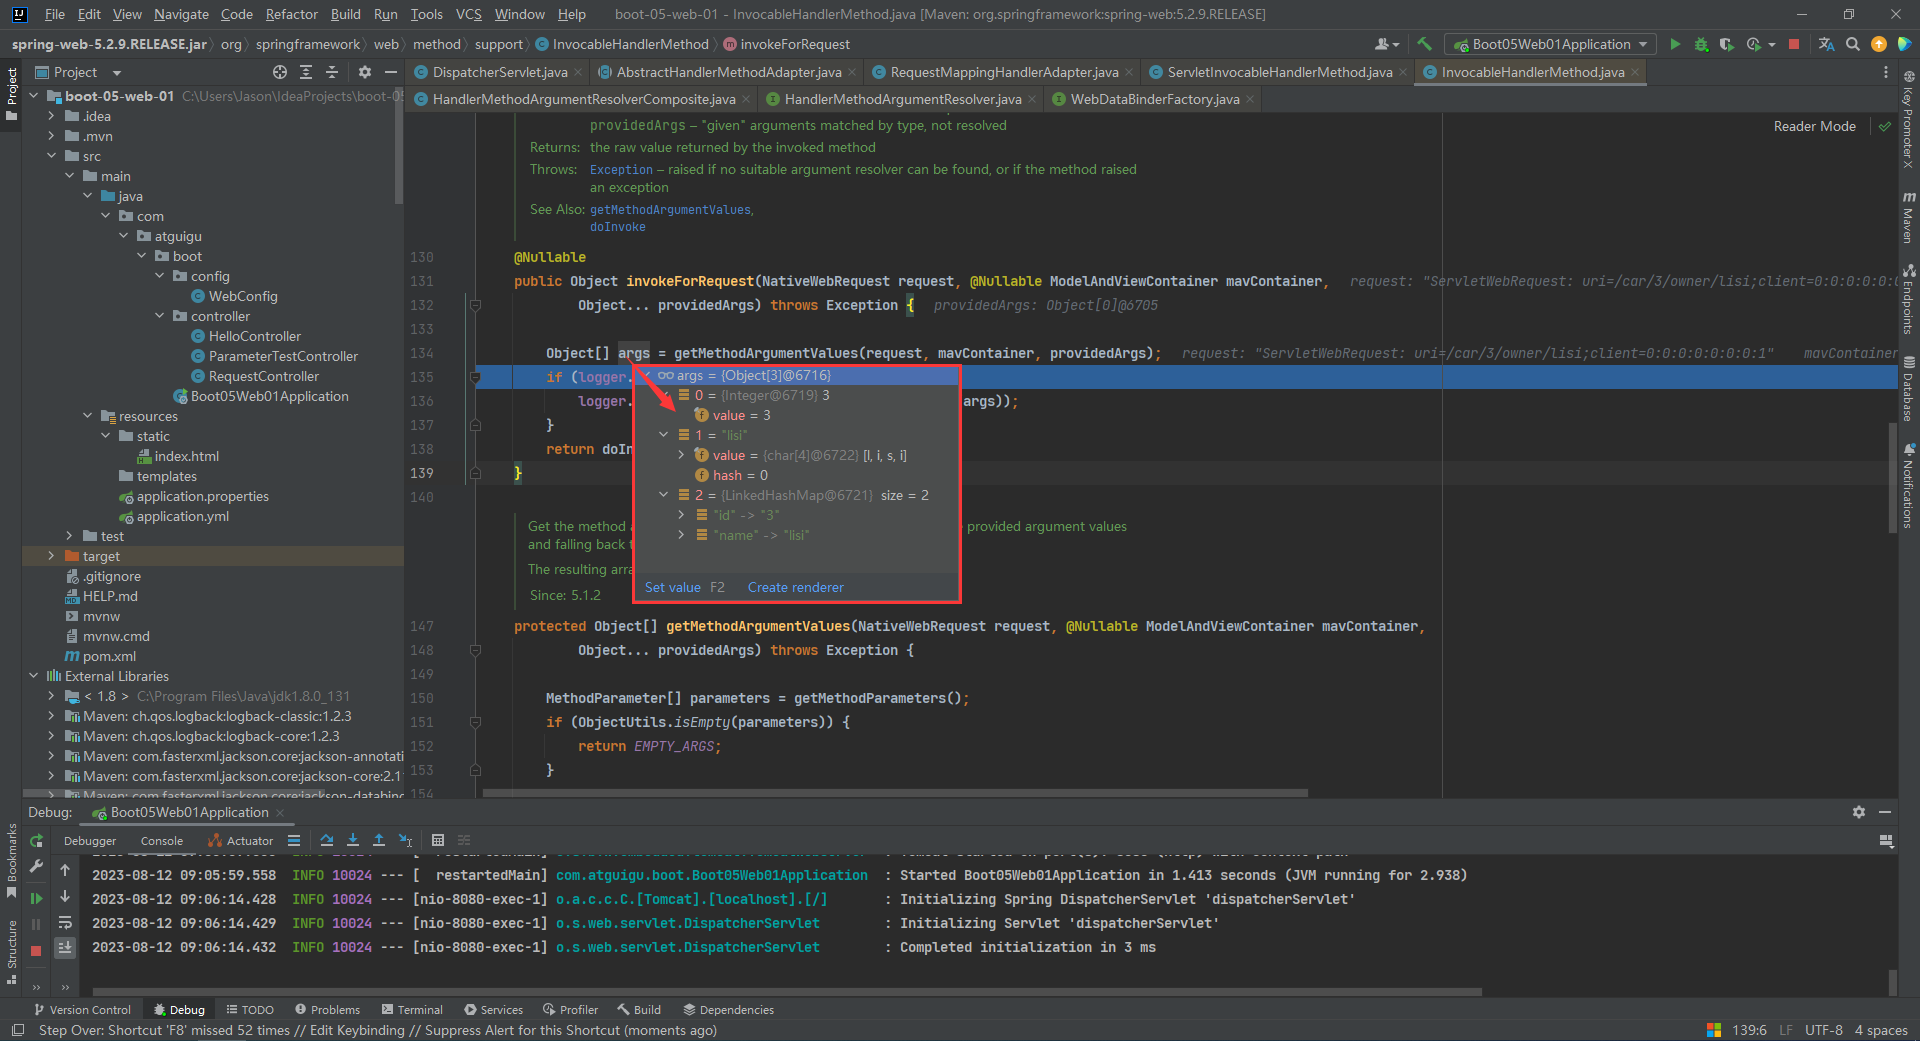 File Edit View Navigate Code Refactor Build Run Tools VCS Window Help boot-05-web-01 - InvocableHandlerMethod.java [Maven: org.springframework:spring-web:5.2.9.RELEASE]
spring-web-5.2.9.RELEASE.jar org springframework web method support InvocableHandlerMethod invokeForRequest Boot05Web01Application
Project
DispatcherServlet.java AbstractHandlerMethodAdapter.java RequestMappingHandlerAdapter.java ServletInvocableHandlerMethod.java InvocableHandlerMethod.java
HandlerMethodArgumentResolverComposite.java HandlerMethodArgumentResolver.java WebDataBinderFactory.java
Project
boot-05-web-01 C:\Users\Jason\IdeaProjects\boot-05
.idea
.mvn
src
main
java
com
atguigu
boot
config
WebConfig
controller
HelloController
ParameterTestController
RequestController
Boot05Web01Application
resources
static
index.html
templates
application.properties
application.yml
test
target
.gitignore
HELP.md
mvnw
mvnw.cmd
pom.xml
External Libraries
< 1.8 > C:\Program Files\Java\jdk1.8.0_131
Maven: ch.qos.logback:logback-classic:1.2.3
Maven: ch.qos.logback:logback-core:1.2.3
Maven: com.fasterxml.jackson.core:jackson-annotati
Maven: com.fasterxml.jackson.core:jackson-core:2.1
Maven: com.fasterxml.jackson.core:jackson-databind
providedArgs – "given" arguments matched by type, not resolved
Reader Mode
Returns: the raw value returned by the invoked method
Throws: Exception – raised if no suitable argument resolver can be found, or if the method raised
an exception
See Also: getMethodArgumentValues,
doInvoke
130 @Nullable
131 public Object invokeForRequest(NativeWebRequest request, @Nullable ModelAndViewContainer mavContainer, request: "ServletWebRequest: uri=/car/3/owner/lisi;client=0:0:0:0:0:0
132 Object... providedArgs) throws Exception { providedArgs: Object[0]@6705
133
134 Object[] args = getMethodArgumentValues(request, mavContainer, providedArgs); request: "ServletWebRequest: uri=/car/3/owner/lisi;client=0:0:0:0:0:0:0:1" mavContainer
135 if (logger.
136 logger. args));
137 }
138 return doIn
139 }
140
args = {Object[3]@6716}
0 = {Integer@6719} 3
value = 3
1 = "lisi"
value = {char[4]@6722} [l, i, s, i]
hash = 0
2 = {LinkedHashMap@6721} size = 2
"id" -> "3"
"name" -> "lisi"
Set value F2 Create renderer
Get the method provided argument values
and falling back
The resulting arra
Since: 5.1.2
147 protected Object[] getMethodArgumentValues(NativeWebRequest request, @Nullable ModelAndViewContainer mavContainer,
148 Object... providedArgs) throws Exception {
149
150 MethodParameter[] parameters = getMethodParameters();
151 if (ObjectUtils.isEmpty(parameters)) {
152 return EMPTY_ARGS;
153 }
154
Key Promoter X
Maven
Endpoints
Database
Notifications
Debug: Boot05Web01Application
Debugger Console Actuator
2023-08-12 09:05:59.558 INFO 10024 --- [ restartedMain] com.atguigu.boot.Boot05Web01Application : Started Boot05Web01Application in 1.413 seconds (JVM running for 2.938)
2023-08-12 09:06:14.428 INFO 10024 --- [nio-8080-exec-1] o.a.c.c.C.[Tomcat].[localhost].[/] : Initializing Spring DispatcherServlet 'dispatcherServlet'
2023-08-12 09:06:14.429 INFO 10024 --- [nio-8080-exec-1] o.s.web.servlet.DispatcherServlet : Initializing Servlet 'dispatcherServlet'
2023-08-12 09:06:14.432 INFO 10024 --- [nio-8080-exec-1] o.s.web.servlet.DispatcherServlet : Completed initialization in 3 ms
Bookmarks
Structure
Version Control Debug TODO Problems Terminal Services Profiler Build Dependencies
Step Over: Shortcut 'F8' missed 52 times // Edit Keybinding // Suppress Alert for this Shortcut (moments ago) 139:6 LF UTF-8 4 spaces